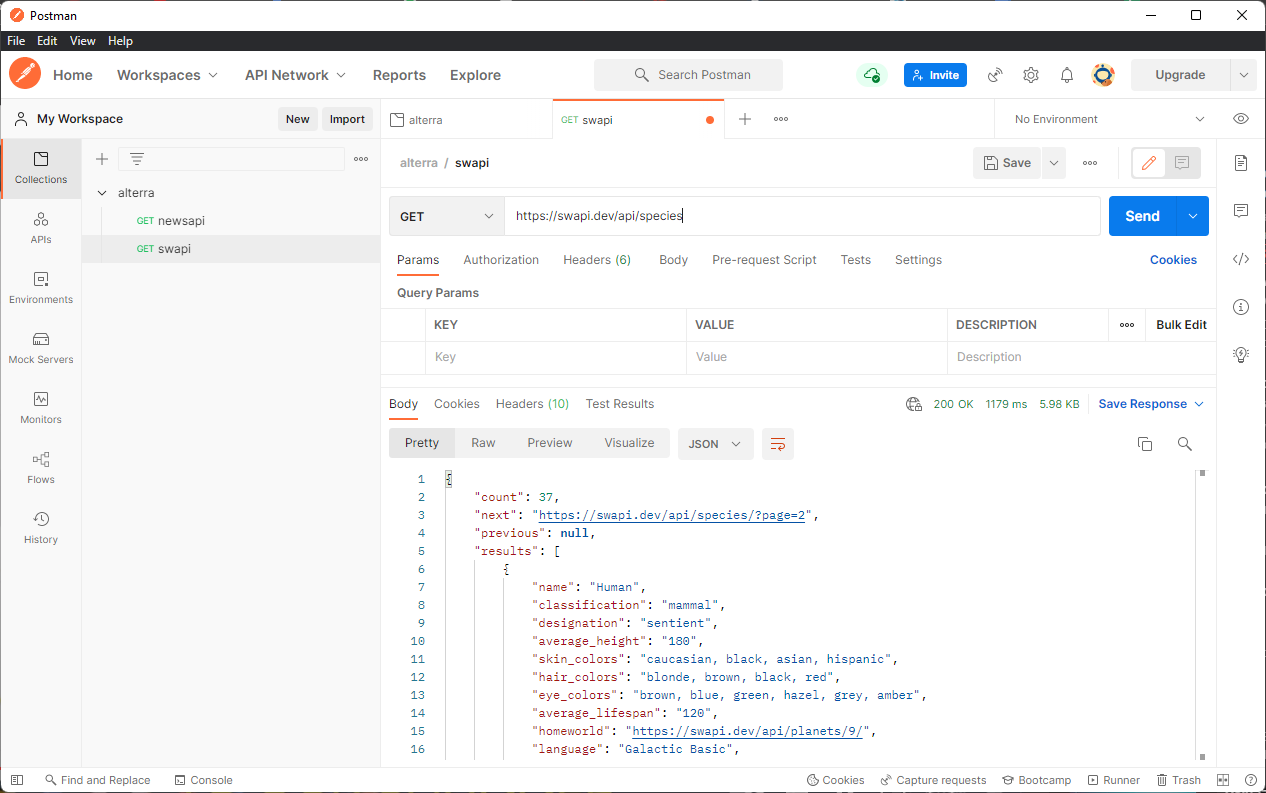 Postman
File Edit View Help
Home Workspaces API Network Reports Explore Search Postman Invite Upgrade
My Workspace New Import
alterra GET swapi No Environment
Collections
APIs
Environments
Mock Servers
Monitors
Flows
History
alterra
GET newsapi
GET swapi
alterra / swapi Save
GET https://swapi.dev/api/species Send
Params Authorization Headers (6) Body Pre-request Script Tests Settings Cookies
Query Params
KEY VALUE DESCRIPTION Bulk Edit
Key Value Description
Body Cookies Headers (10) Test Results 200 OK 1179 ms 5.98 KB Save Response
Pretty Raw Preview Visualize JSON
1 {
2 "count": 37,
3 "next": "https://swapi.dev/api/species/?page=2",
4 "previous": null,
5 "results": [
6 {
7 "name": "Human",
8 "classification": "mammal",
9 "designation": "sentient",
10 "average_height": "180",
11 "skin_colors": "caucasian, black, asian, hispanic",
12 "hair_colors": "blonde, brown, black, red",
13 "eye_colors": "brown, blue, green, hazel, grey, amber",
14 "average_lifespan": "120",
15 "homeworld": "https://swapi.dev/api/planets/9/",
16 "language": "Galactic Basic",
Find and Replace Console Cookies Capture requests Bootcamp Runner Trash